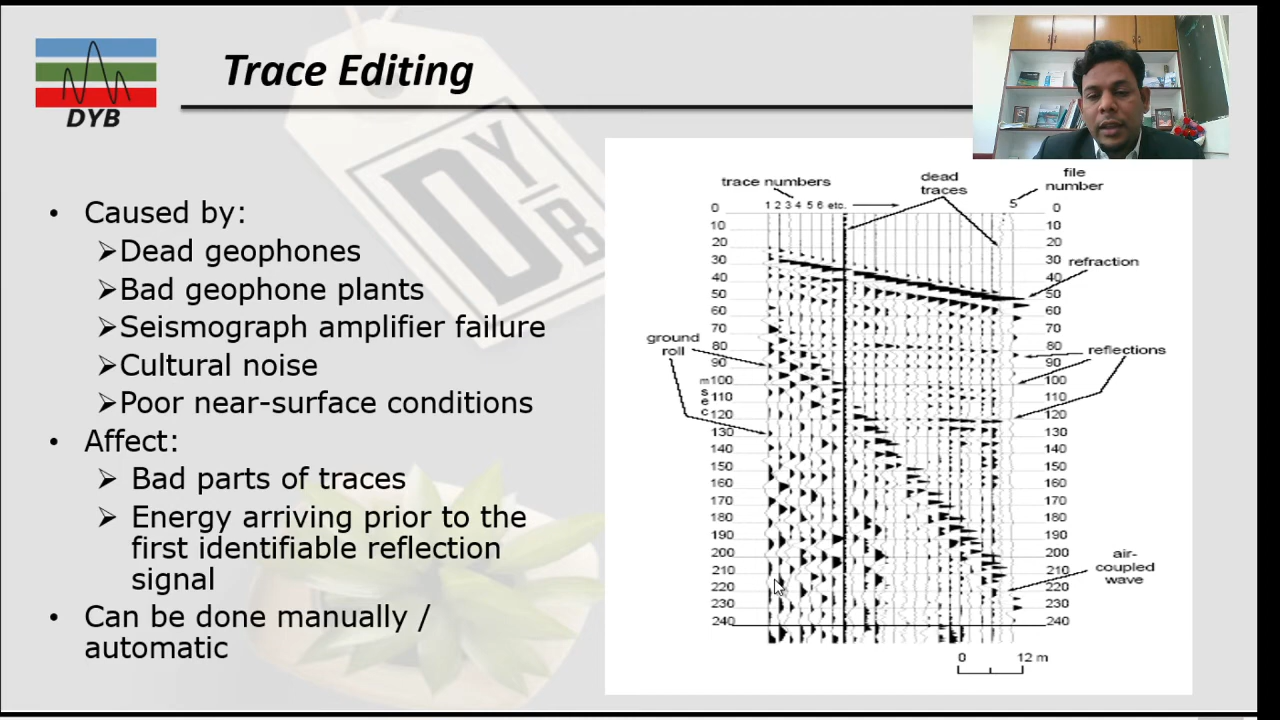 DYB
Trace Editing
DYB
• Caused by:
➢Dead geophones
➢Bad geophone plants
➢Seismograph amplifier failure
➢Cultural noise
➢Poor near-surface conditions
• Affect:
➢ Bad parts of traces
➢ Energy arriving prior to the
first identifiable reflection
signal
• Can be done manually /
automatic
trace numbers
dead
traces
file
number
1 2 3 4 5 6 etc.
5
0
10
20
30
40
50
60
70
80
90
100
110
120
130
140
150
160
170
180
190
200
210
220
230
240
msec
0
10
20
30
40
50
60
70
80
90
100
110
120
130
140
150
160
170
180
190
200
210
220
230
240
refraction
ground
roll
reflections
air-
coupled
wave
0 12 m